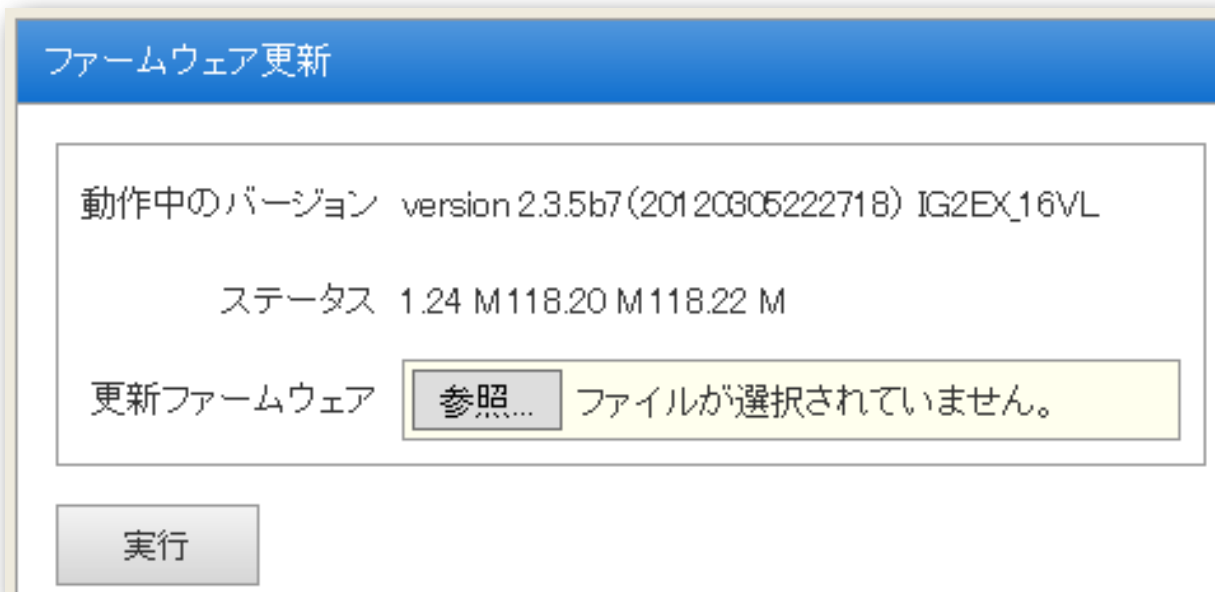 ファームウェア更新
動作中のバージョン version 2.3.5b7(20120305222718) IG2EX_16VL
ステータス 1.24 M118.20 M118.22 M
更新ファームウェア 参照... ファイルが選択されていません。
実行